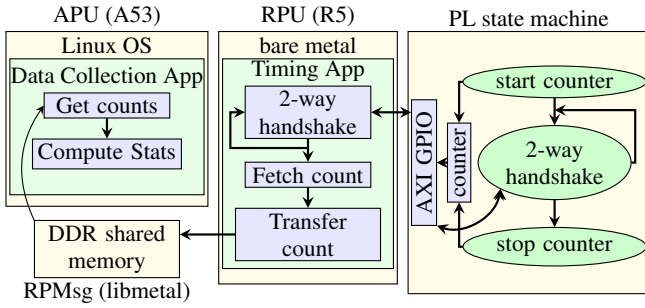 APU (A53)
Linux OS
Data Collection App
Get counts
Compute Stats
DDR shared
memory
RPMsg (libmetal)
RPU (R5)
bare metal
Timing App
2-way
handshake
Fetch count
Transfer
count
PL state machine
AXI GPIO
counter
start counter
2-way
handshake
stop counter